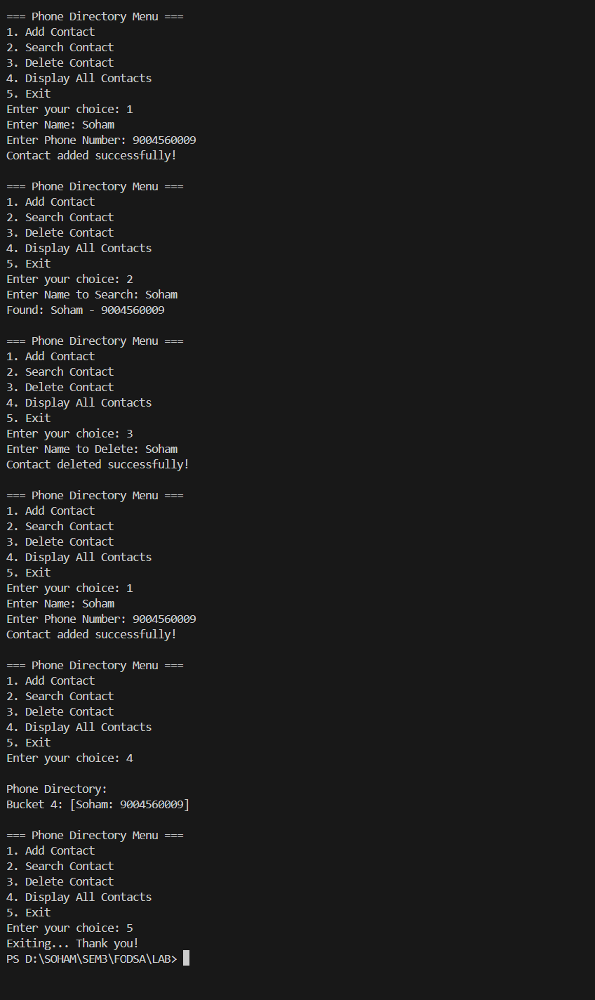 === Phone Directory Menu ===
1. Add Contact
2. Search Contact
3. Delete Contact
4. Display All Contacts
5. Exit
Enter your choice: 1
Enter Name: Soham
Enter Phone Number: 9004560009
Contact added successfully!
=== Phone Directory Menu ===
1. Add Contact
2. Search Contact
3. Delete Contact
4. Display All Contacts
5. Exit
Enter your choice: 2
Enter Name to Search: Soham
Found: Soham - 9004560009
=== Phone Directory Menu ===
1. Add Contact
2. Search Contact
3. Delete Contact
4. Display All Contacts
5. Exit
Enter your choice: 3
Enter Name to Delete: Soham
Contact deleted successfully!
=== Phone Directory Menu ===
1. Add Contact
2. Search Contact
3. Delete Contact
4. Display All Contacts
5. Exit
Enter your choice: 1
Enter Name: Soham
Enter Phone Number: 9004560009
Contact added successfully!
=== Phone Directory Menu ===
1. Add Contact
2. Search Contact
3. Delete Contact
4. Display All Contacts
5. Exit
Enter your choice: 4
Phone Directory:
Bucket 4: [Soham: 9004560009]
=== Phone Directory Menu ===
1. Add Contact
2. Search Contact
3. Delete Contact
4. Display All Contacts
5. Exit
Enter your choice: 5
Exiting... Thank you!
PS D:\SOHAM\SEM3\FODSA\LAB>